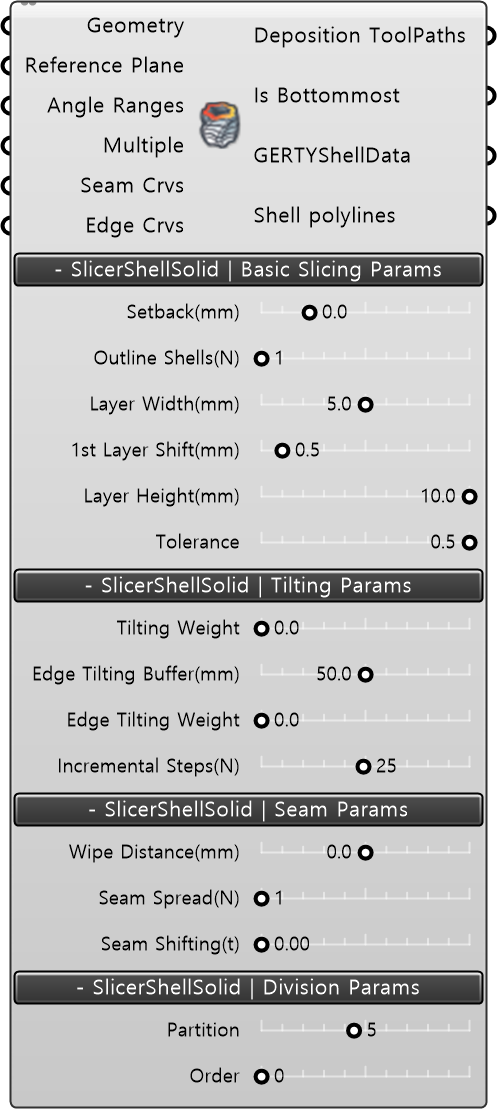 Geometry
Reference Plane
Angle Ranges
Multiple
Seam Crvs
Edge Crvs
Deposition ToolPaths
Is Bottommost
GERTYShellData
Shell polylines
- SlicerShellSolid | Basic Slicing Params
Setback(mm) 0.0
Outline Shells(N) 1
Layer Width(mm) 5.0
1st Layer Shift(mm) 0.5
Layer Height(mm) 10.0
Tolerance 0.5
- SlicerShellSolid | Tilting Params
Tilting Weight 0.0
Edge Tilting Buffer(mm) 50.0
Edge Tilting Weight 0.0
Incremental Steps(N) 25
- SlicerShellSolid | Seam Params
Wipe Distance(mm) 0.0
Seam Spread(N) 1
Seam Shifting(t) 0.00
- SlicerShellSolid | Division Params
Partition 5
Order 0